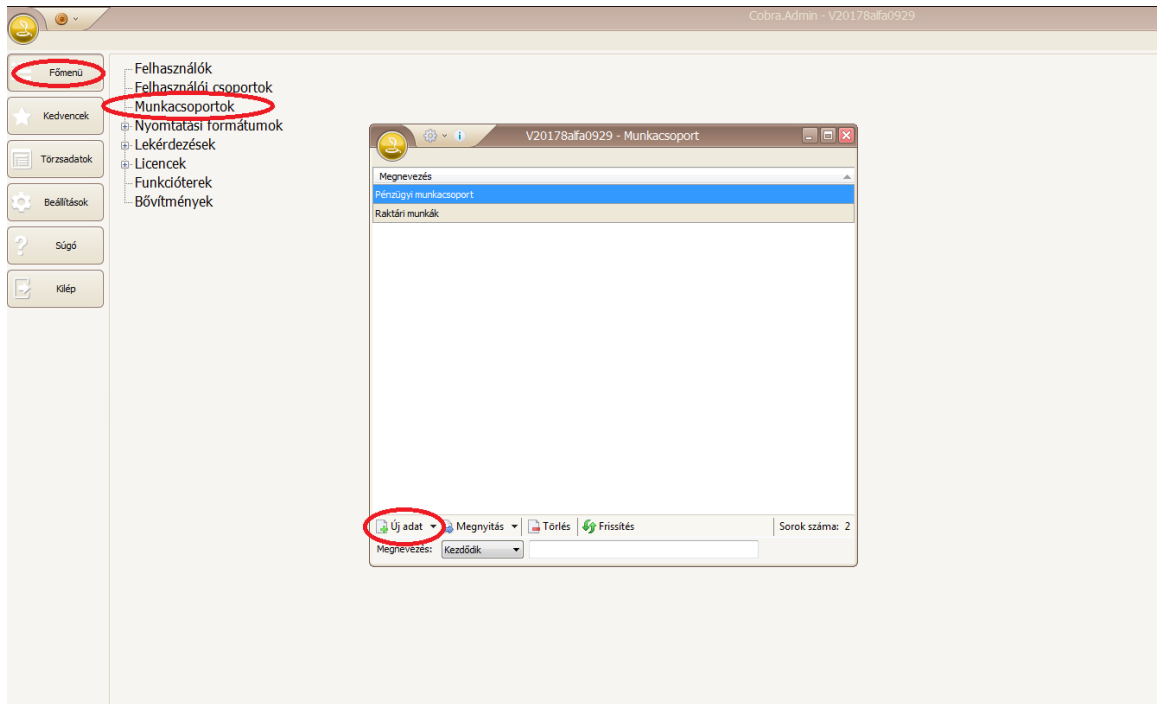 Cobra.Admin - V20178alfa0929
Főmenü
Kedvencek
Törzsadatok
Beállítások
Súgó
Kilép
Felhasználók
Felhasználói csoportok
Munkacsoportok
Nyomtatási formátumok
Lekérdezések
Licencek
Funkcióterek
Bővítmények
V20178alfa0929 - Munkacsoport
Megnevezés
Pénzügyi munkacsoport
Raktári munkák
Új adat Megnyitás Törlés Frissítés Sorok száma: 2
Megnevezés: Kezdődik